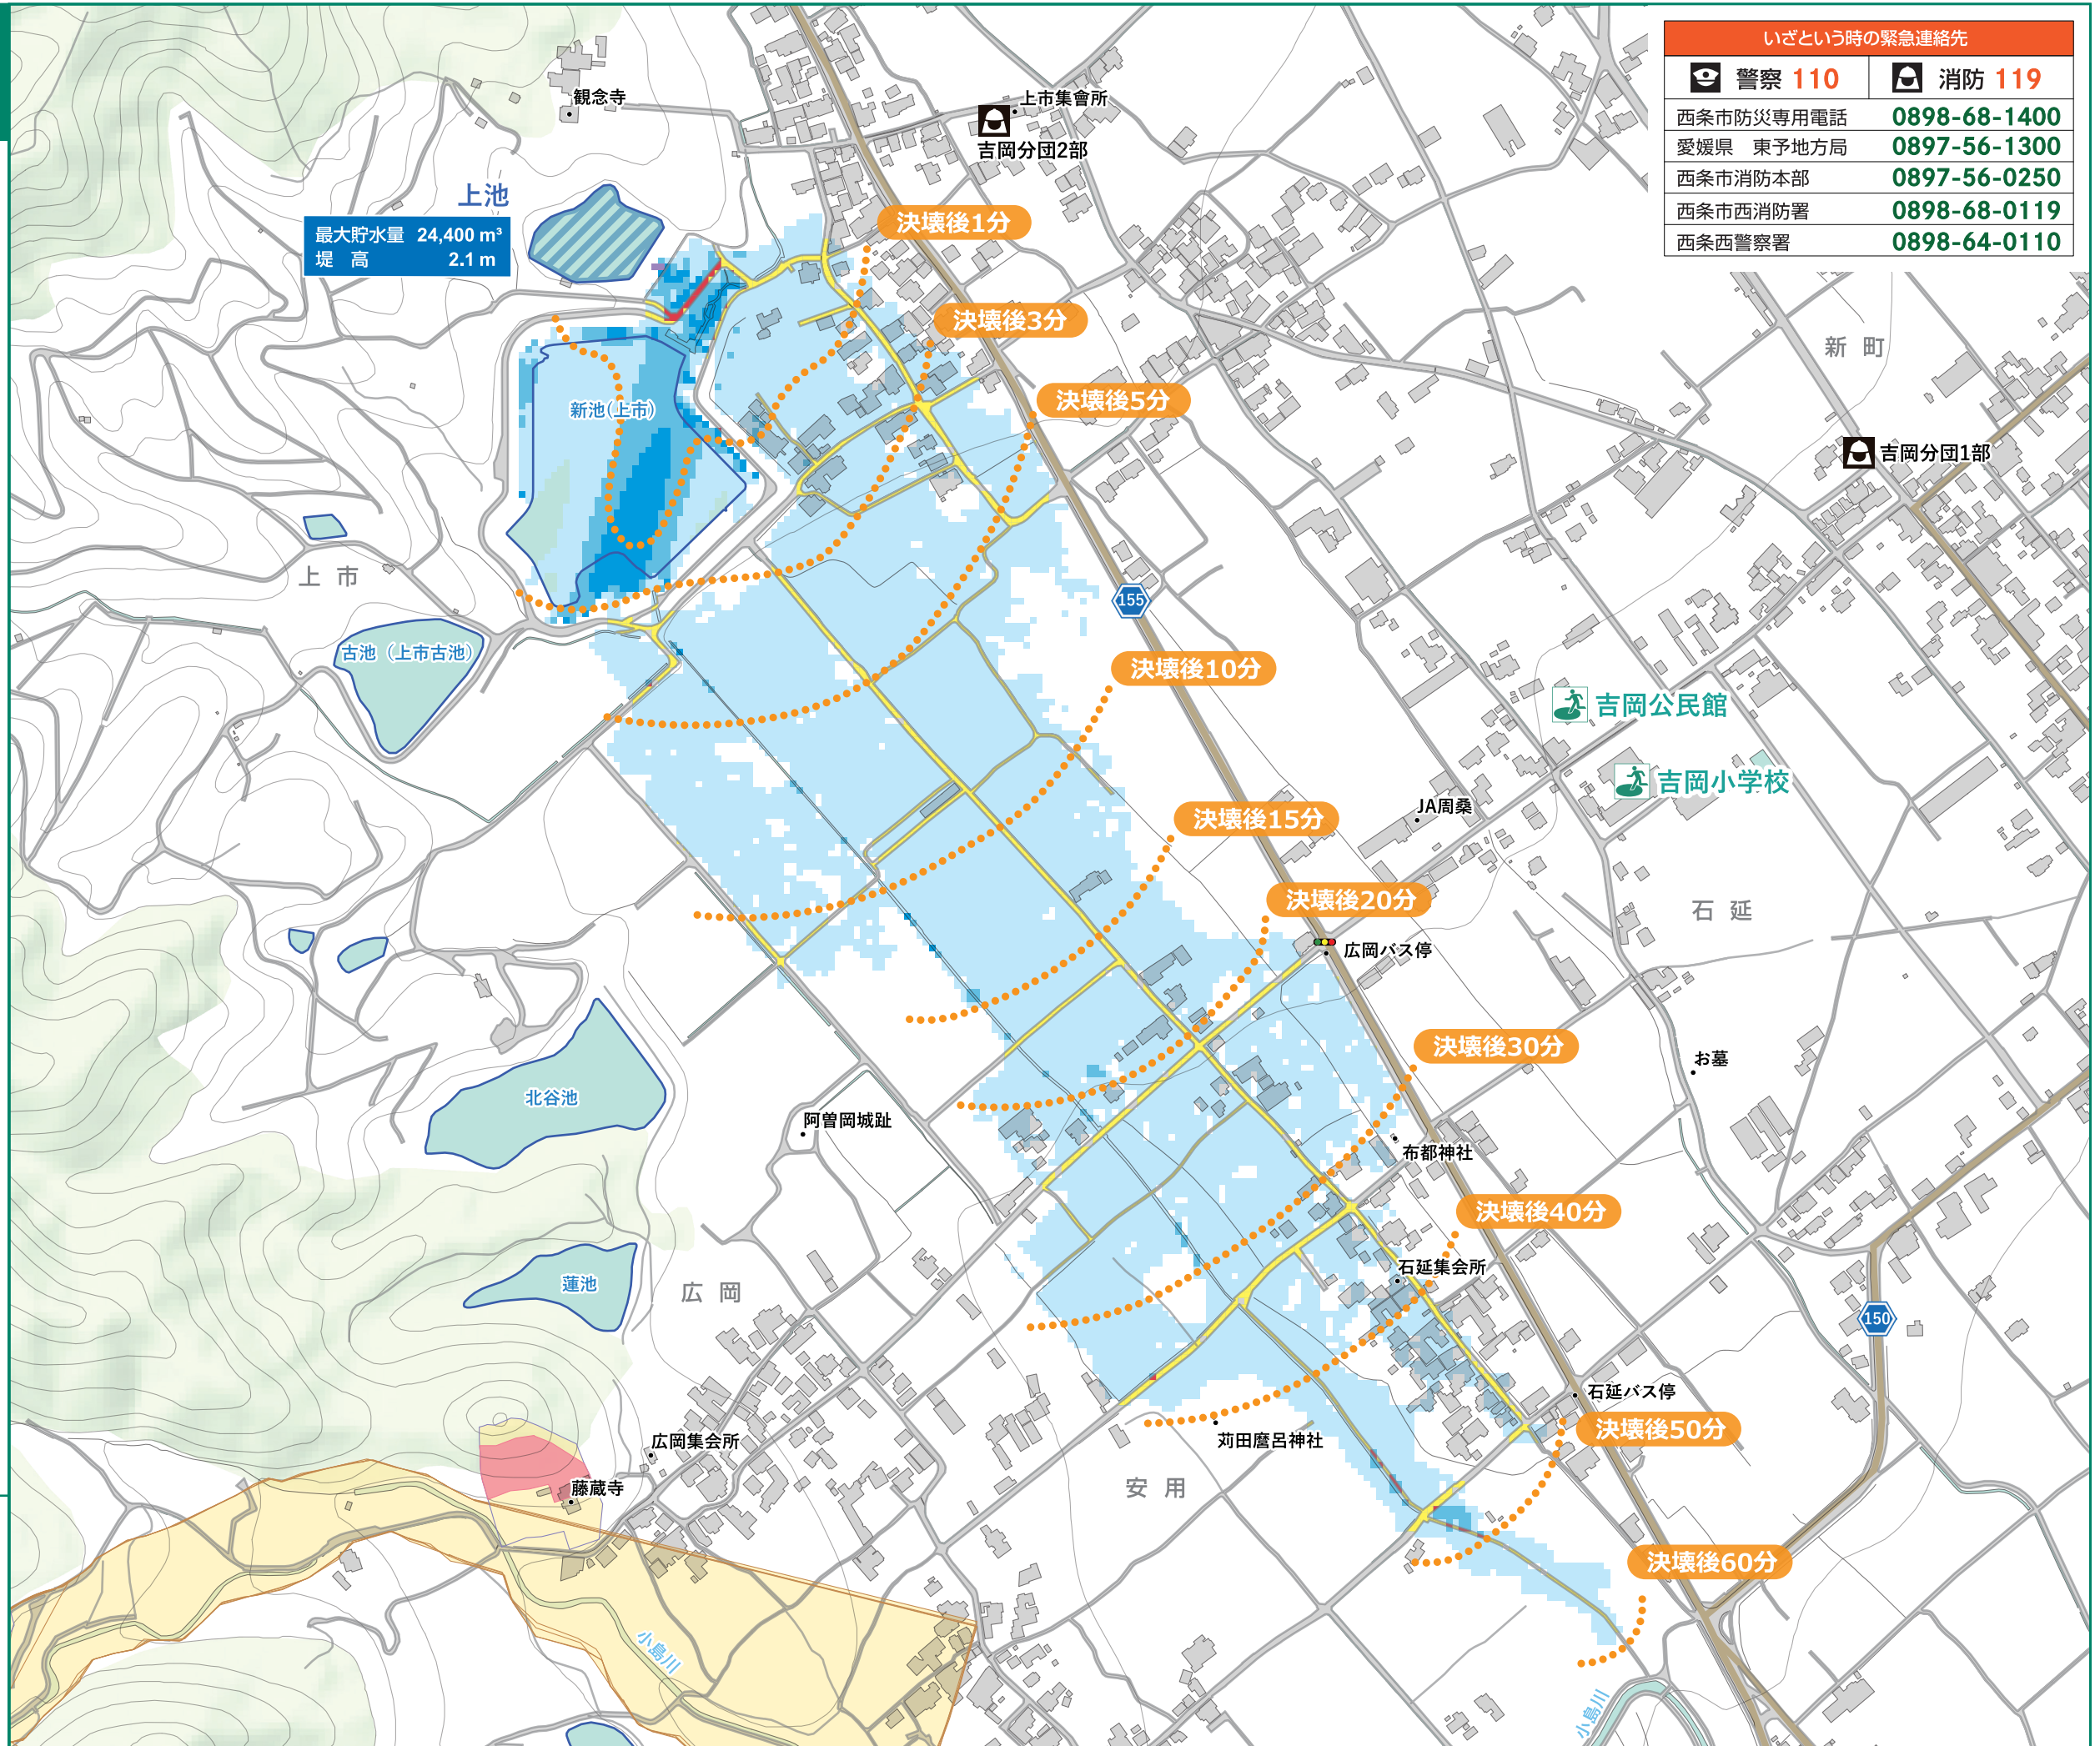 いざという時の緊急連絡先
警察 110 消防 119
西条市防災専用電話 0898-68-1400
愛媛県 東予地方局 0897-56-1300
西条市消防本部 0897-56-0250
西条市西消防署 0898-68-0119
西条西警察署 0898-64-0110
観念寺
上市集會所
吉岡分団2部
上池
最大貯水量 24,400 m³
堤 高 2.1 m
決壊後1分
決壊後3分
新町
決壊後5分
新池(上市)
吉岡分団1部
上市
155
古池（上市古池）
決壊後10分
吉岡公民館
吉岡小学校
JA周桑
決壊後15分
決壊後20分
石延
広岡バス停
決壊後30分
お墓
北谷池
阿曽岡城趾
布都神社
決壊後40分
石延集会所
蓮池
広岡
150
石延バス停
決壊後50分
広岡集会所
苅田麿呂神社
藤蔵寺
安用
決壊後60分
小島川
小島川